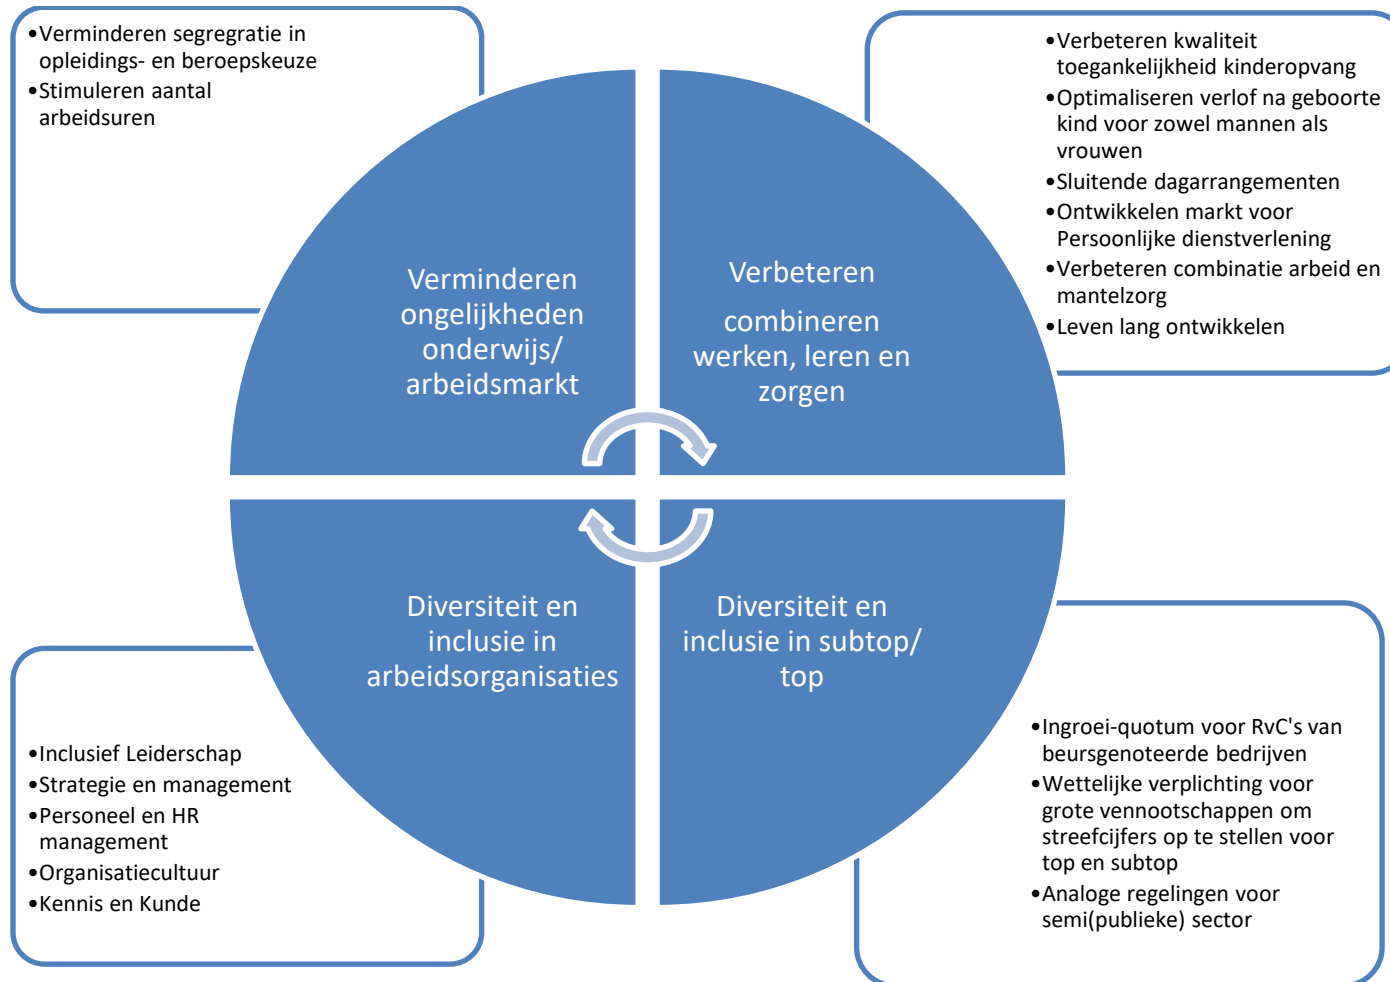 •Verminderen segregratie in
opleidings- en beroepskeuze
•Stimuleren aantal
arbeidsuren
•Verbeteren kwaliteit
toegankelijkheid kinderopvang
•Optimaliseren verlof na geboorte
kind voor zowel mannen als
vrouwen
•Sluitende dagarrangementen
•Ontwikkelen markt voor
Persoonlijke dienstverlening
•Verbeteren combinatie arbeid en
mantelzorg
•Leven lang ontwikkelen
Verminderen
ongelijkheden
onderwijs/
arbeidsmarkt
Verbeteren
combineren
werken, leren en
zorgen
Diversiteit en
inclusie in
arbeidsorganisaties
Diversiteit en
inclusie in subtop/
top
•Inclusief Leiderschap
•Strategie en management
•Personeel en HR
management
•Organisatiecultuur
•Kennis en Kunde
•Ingroei-quotum voor RvC's van
beursgenoteerde bedrijven
•Wettelijke verplichting voor
grote vennootschappen om
streefcijfers op te stellen voor
top en subtop
•Analoge regelingen voor
semi(publieke) sector